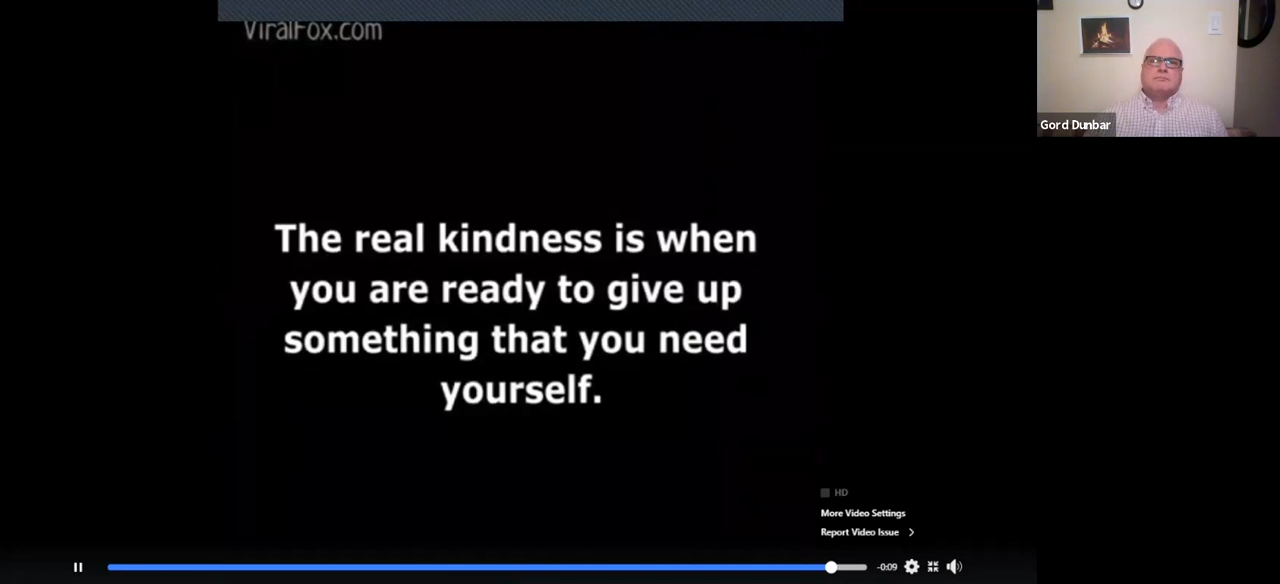 ViralFox.com
Gord Dunbar
The real kindness is when
you are ready to give up
something that you need
yourself.
HD
More Video Settings
Report Video Issue
-0:09